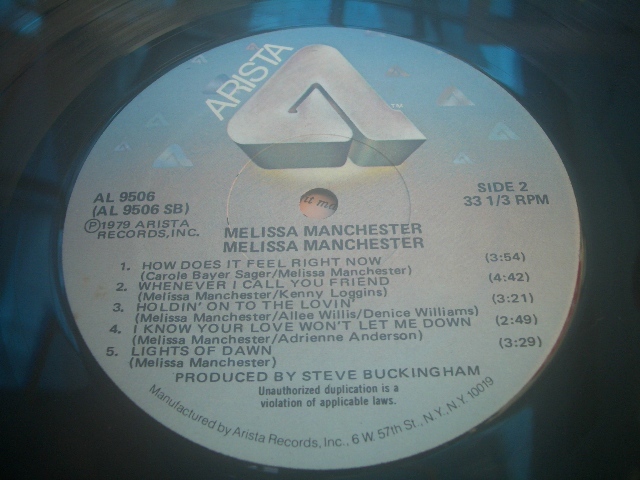 ARISTA
TM
AL 9506
(AL 9506 SB)
Ⓟ1979 ARISTA
RECORDS, INC.
SIDE 2
33 1/3 RPM
MELISSA MANCHESTER
MELISSA MANCHESTER
1. HOW DOES IT FEEL RIGHT NOW (3:54)
(Carole Bayer Sager/Melissa Manchester)
2. WHENEVER I CALL YOU FRIEND (4:42)
(Melissa Manchester/Kenny Loggins)
3. HOLDIN' ON TO THE LOVIN' (3:21)
(Melissa Manchester/Allee Willis/Denice Williams)
4. I KNOW YOUR LOVE WON'T LET ME DOWN (2:49)
(Melissa Manchester/Adrienne Anderson)
5. LIGHTS OF DAWN (3:29)
(Melissa Manchester)
PRODUCED BY STEVE BUCKINGHAM
Unauthorized duplication is a
violation of applicable laws.
Manufactured by Arista Records, Inc., 6 W. 57th St., N.Y., N.Y. 10019